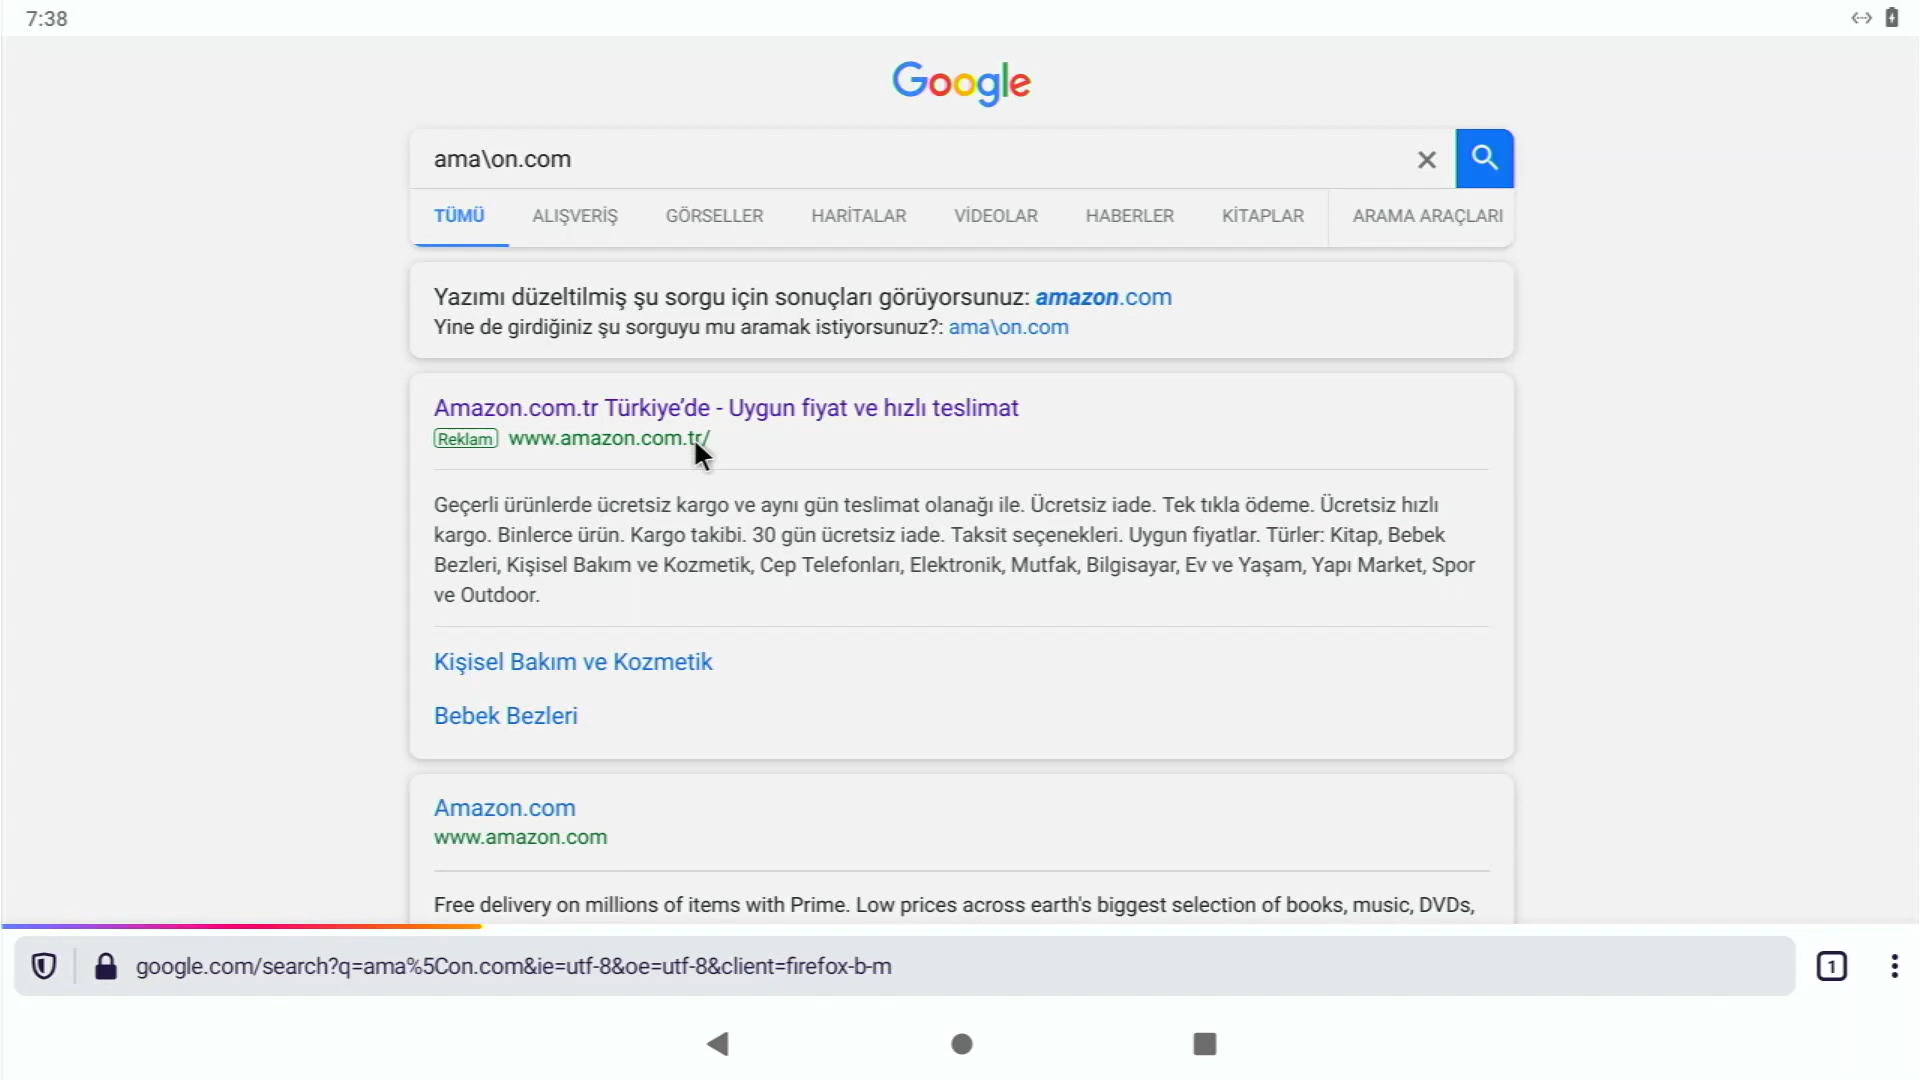 7:38
Google
ama\on.com
TÜMÜ ALIŞVERİŞ GÖRSELLER HARİTALAR VİDEOLAR HABERLER KİTAPLAR ARAMA ARAÇLARI
Yazımı düzeltilmiş şu sorgu için sonuçları görüyorsunuz: amazon.com
Yine de girdiğiniz şu sorguyu mu aramak istiyorsunuz?: ama\on.com
Amazon.com.tr Türkiye’de - Uygun fiyat ve hızlı teslimat
Reklam www.amazon.com.tr/
Geçerli ürünlerde ücretsiz kargo ve aynı gün teslimat olanağı ile. Ücretsiz iade. Tek tıkla ödeme. Ücretsiz hızlı
kargo. Binlerce ürün. Kargo takibi. 30 gün ücretsiz iade. Taksit seçenekleri. Uygun fiyatlar. Türler: Kitap, Bebek
Bezleri, Kişisel Bakım ve Kozmetik, Cep Telefonları, Elektronik, Mutfak, Bilgisayar, Ev ve Yaşam, Yapı Market, Spor
ve Outdoor.
Kişisel Bakım ve Kozmetik
Bebek Bezleri
Amazon.com
www.amazon.com
Free delivery on millions of items with Prime. Low prices across earth's biggest selection of books, music, DVDs,
google.com/search?q=ama%5Con.com&ie=utf-8&oe=utf-8&client=firefox-b-m
1